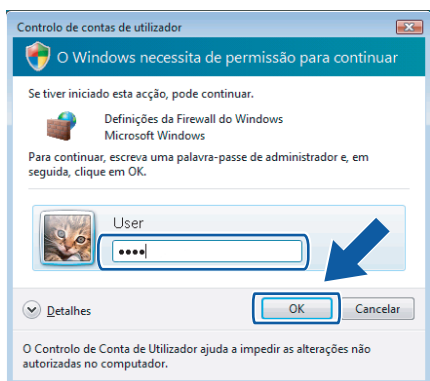 Controlo de contas de utilizador
O Windows necessita de permissão para continuar
Se tiver iniciado esta acção, pode continuar.
Definições da Firewall do Windows
Microsoft Windows
Para continuar, escreva uma palavra-passe de administrador e, em
seguida, clique em OK.
User
••••
Detalhes
OK
Cancelar
O Controlo de Conta de Utilizador ajuda a impedir as alterações não
autorizadas no computador.